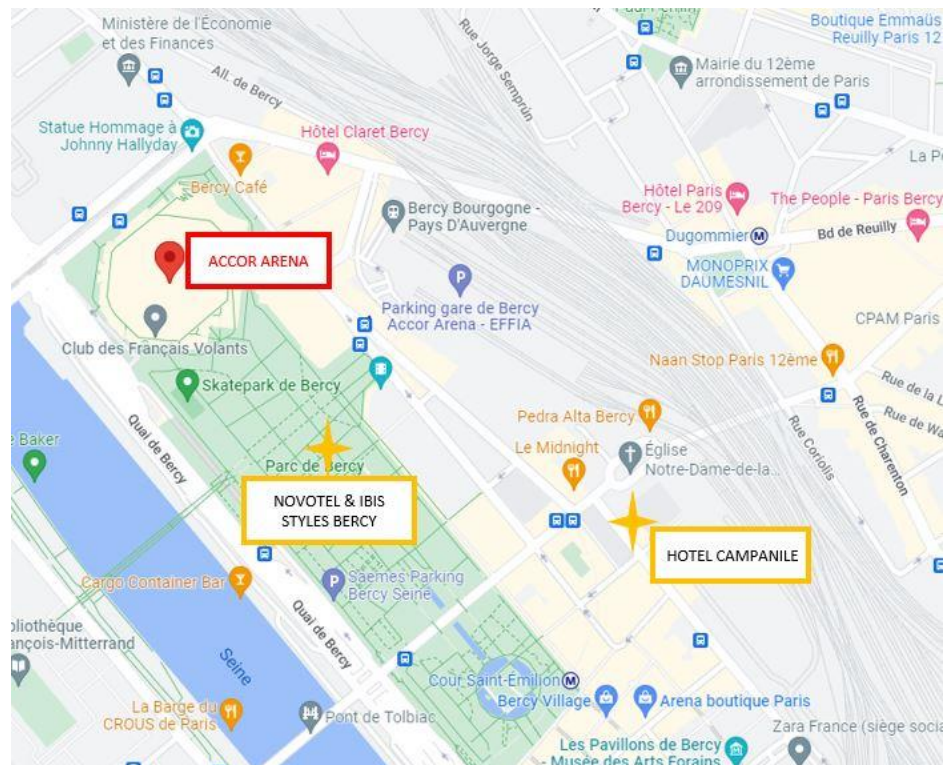 Ministère de l'Économie
et des Finances
Boutique Emmaüs
Reuilly Paris 12
Rue Jorge Semprún
Mairie du 12ème
arrondissement de Paris
All. de Bercy
Statue Hommage à
Johnny Hallyday
Hôtel Claret Bercy
Bercy Café
La P
Hôtel Paris
Bercy - Le 209
The People - Paris Bercy
Bercy Bourgogne -
Pays D'Auvergne
Dugommier M
Bd de Reuilly
ACCOR ARENA
MONOPRIX
DAUMESNIL
P
Parking gare de Bercy
Accor Arena - EFFIA
CPAM Paris
Club des Français Volants
Naan Stop Paris 12ème
Skatepark de Bercy
Rue de la L
Rue de Wa
Rue de Charenton
Rue Coriolis
Pedra Alta Bercy
Quai de Bercy
Baker
Le Midnight
Église
Notre-Dame-de-la...
Parc de Bercy
NOVOTEL & IBIS
STYLES BERCY
HOTEL CAMPANILE
Cargo Container Bar
P
Saemes Parking
Bercy Seine
Quai de Bercy
bliothèque
ançois-Mitterrand
Seine
Cour Saint-Émilion M
Bercy Village
Arena boutique Paris
La Barge du
CROUS de Paris
Pont de Tolbiac
Zara France (siège socia
Les Pavillons de Bercy
- Musée des Arts Forains